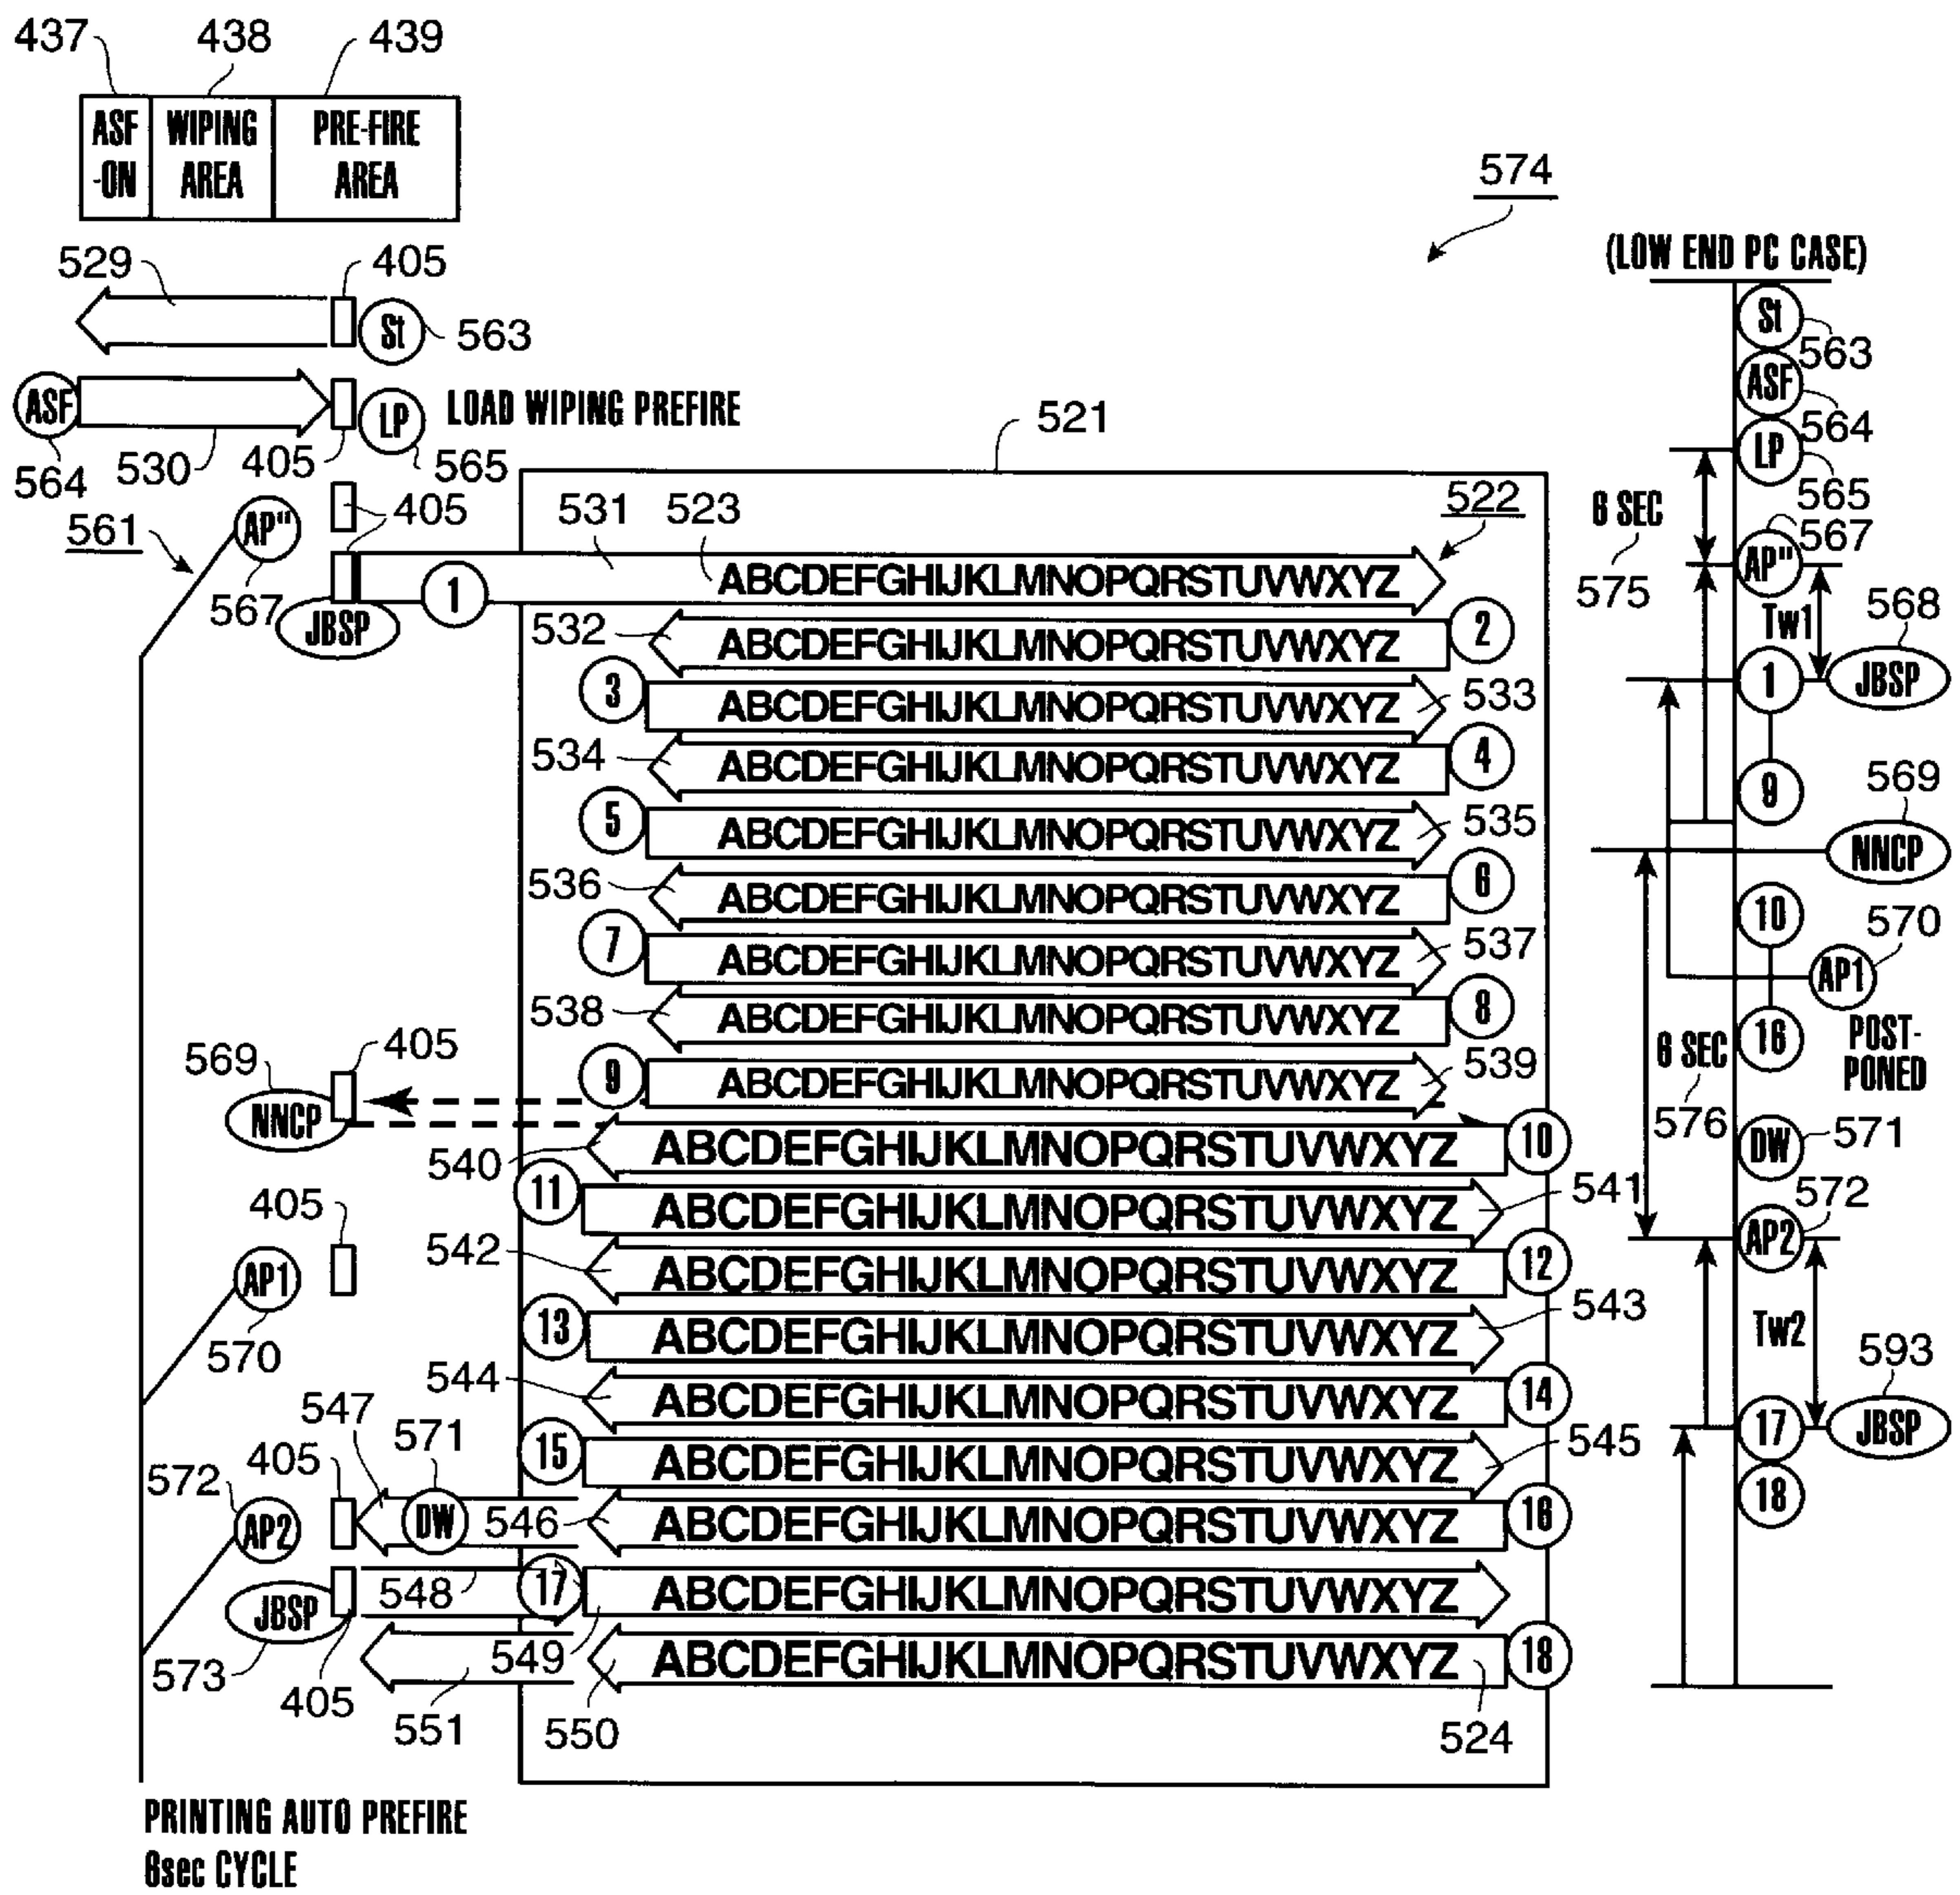 437 438 439
ASF -ON
WIPING AREA
PRE-FIRE AREA
574
(LOW END PC CASE)
529 405
St 563
ASF LP LOAD WIPING PREFIRE
564 530 405 565
521
561 AP" 405
567
531 523 522
1 ABCDEFGHIJKLMNOPQRSTUVWXYZ
JBSP
532 ABCDEFGHIJKLMNOPQRSTUVWXYZ 2
3 ABCDEFGHIJKLMNOPQRSTUVWXYZ 533
534 ABCDEFGHIJKLMNOPQRSTUVWXYZ 4
5 ABCDEFGHIJKLMNOPQRSTUVWXYZ 535
536 ABCDEFGHIJKLMNOPQRSTUVWXYZ 6
7 ABCDEFGHIJKLMNOPQRSTUVWXYZ 537
538 ABCDEFGHIJKLMNOPQRSTUVWXYZ 8
569 405 9 ABCDEFGHIJKLMNOPQRSTUVWXYZ 539
NNCP
540 ABCDEFGHIJKLMNOPQRSTUVWXYZ 10
405 11 ABCDEFGHIJKLMNOPQRSTUVWXYZ 541
AP1 542 ABCDEFGHIJKLMNOPQRSTUVWXYZ 12
570 13 ABCDEFGHIJKLMNOPQRSTUVWXYZ 543
544 ABCDEFGHIJKLMNOPQRSTUVWXYZ 14
547 571
15 ABCDEFGHIJKLMNOPQRSTUVWXYZ 545
572 405
AP2 DW 546 ABCDEFGHIJKLMNOPQRSTUVWXYZ 16
JBSP 548 17 ABCDEFGHIJKLMNOPQRSTUVWXYZ
573 405 551 549 550 ABCDEFGHIJKLMNOPQRSTUVWXYZ 18
524
PRINTING AUTO PREFIRE
6sec CYCLE
St
563
ASF
564
LP
565
6 SEC
575
567
AP"
Tw1
568
1 JBSP
9
569
NNCP
10
570
AP1
POST-
PONED
16
6 SEC
576
DW 571
572
AP2
Tw2
593
17 JBSP
18